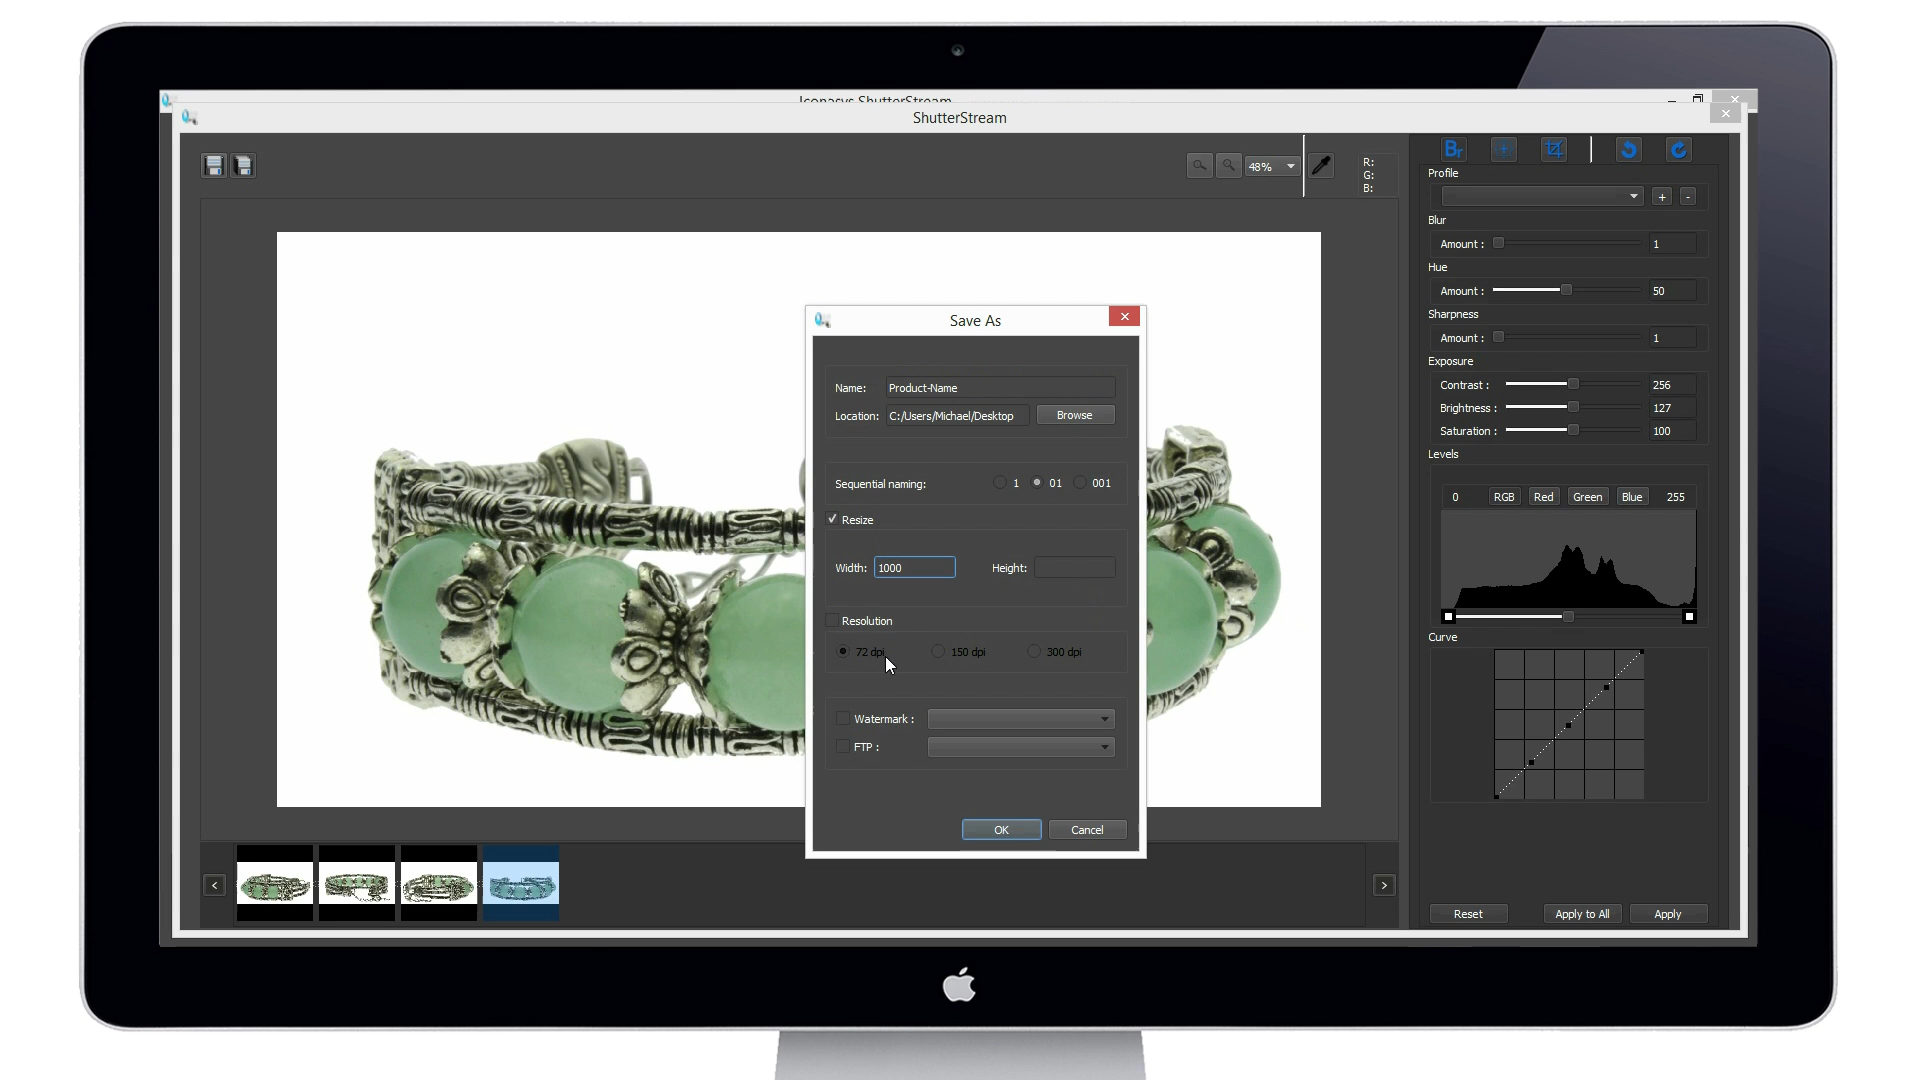 Iconasys ShutterStream
ShutterStream
48%
R:
G:
B:
Br
Profile
+ -
Blur
Amount : 1
Hue
Amount : 50
Sharpness
Amount : 1
Exposure
Contrast : 256
Brightness : 127
Saturation : 100
Levels
0 RGB Red Green Blue 255
Curve
Reset Apply to All Apply
Save As
Name: Product-Name
Location: C:/Users/Michael/Desktop Browse
Sequential naming: 1 01 001
Resize
Width: 1000 Height:
Resolution
72 dpi 150 dpi 300 dpi
Watermark :
FTP :
OK Cancel
< >